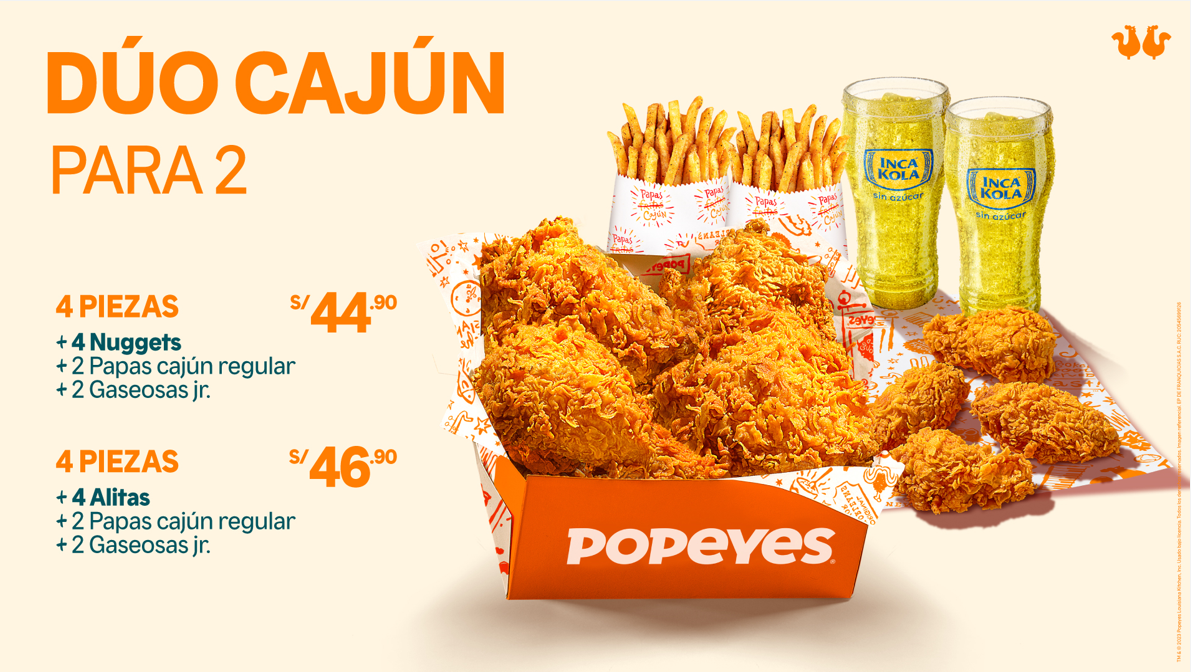 DÚO CAJÚN
PARA 2
4 PIEZAS S/44.90
+ 4 Nuggets
+ 2 Papas cajún regular
+ 2 Gaseosas jr.
4 PIEZAS S/46.90
+ 4 Alitas
+ 2 Papas cajún regular
+ 2 Gaseosas jr.
Papas
Cajún
INCA
KOLA
sin azúcar
INCA
KOLA
sin azúcar
POPEYES